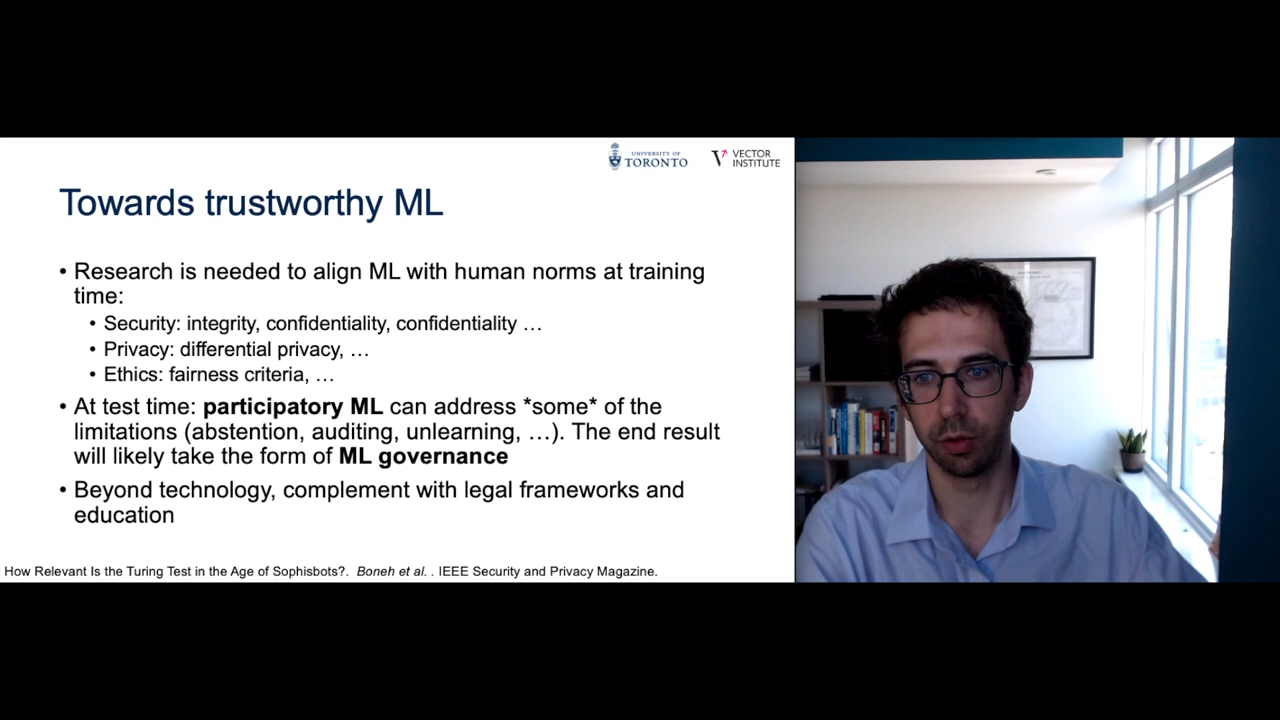 UNIVERSITY OF
TORONTO
VECTOR
INSTITUTE
Towards trustworthy ML
• Research is needed to align ML with human norms at training
time:
• Security: integrity, confidentiality, confidentiality …
• Privacy: differential privacy, …
• Ethics: fairness criteria, …
• At test time: participatory ML can address *some* of the
limitations (abstention, auditing, unlearning, …). The end result
will likely take the form of ML governance
• Beyond technology, complement with legal frameworks and
education
How Relevant Is the Turing Test in the Age of Sophisbots?. Boneh et al. . IEEE Security and Privacy Magazine.